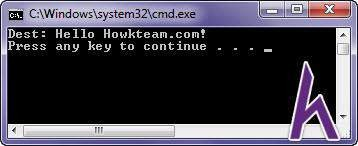 C:\Windows\system32\cmd.exe
Dest: Hello Howkteam.com!
Press any key to continue . . . _